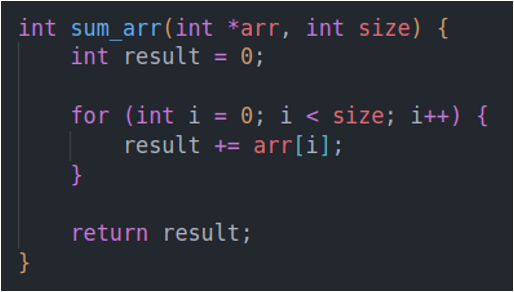 int sum_arr(int *arr, int size) {
    int result = 0;

    for (int i = 0; i < size; i++) {
        result += arr[i];
    }

    return result;
}